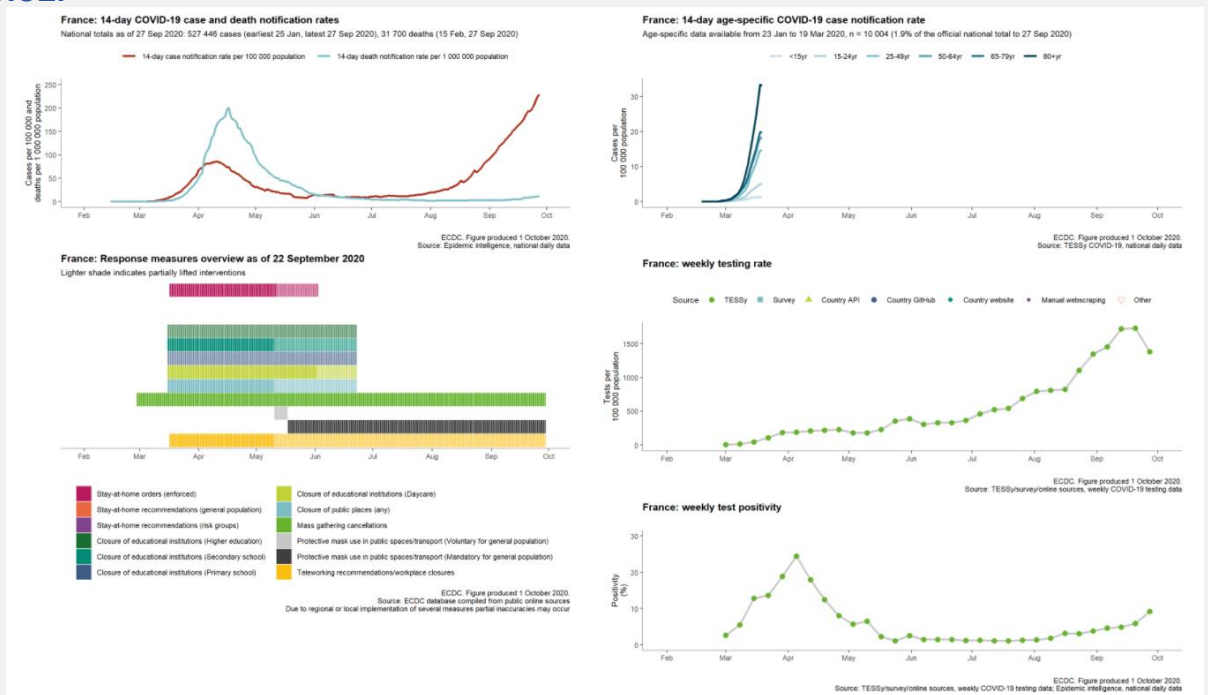 France: 14-day COVID-19 case and death notification rates
National totals as of 27 Sep 2020: 527 446 cases (earliest 25 Jan, latest 27 Sep 2020), 31 700 deaths (15 Feb, 27 Sep 2020)
14-day case notification rate per 100 000 population
14-day death notification rate per 1 000 000 population
Cases per 100 000 and
deaths per 1 000 000 population
250
200
150
100
50
0
Feb Mar Apr May Jun Jul Aug Sep Oct
ECDC. Figure produced 1 October 2020.
Source: Epidemic intelligence, national daily data
France: Response measures overview as of 22 September 2020
Lighter shade indicates partially lifted interventions
Feb Mar Apr May Jun Jul Aug Sep Oct
Stay-at-home orders (enforced)
Stay-at-home recommendations (general population)
Stay-at-home recommendations (risk groups)
Closure of educational institutions (Higher education)
Closure of educational institutions (Secondary school)
Closure of educational institutions (Primary school)
Closure of educational institutions (Daycare)
Closure of public places (any)
Mass gathering cancellations
Protective mask use in public spaces/transport (Voluntary for general population)
Protective mask use in public spaces/transport (Mandatory for general population)
Teleworking recommendations/workplace closures
ECDC. Figure produced 1 October 2020.
Source: ECDC database compiled from public online sources
Due to regional or local implementation of several measures partial inaccuracies may occur
France: 14-day age-specific COVID-19 case notification rate
Age-specific data available from 23 Jan to 19 Mar 2020, n = 10 004 (1.9% of the official national total to 27 Sep 2020)
<15yr 15-24yr 25-49yr 50-64yr 65-79yr 80+yr
Cases per
100 000 population
30
20
10
0
Feb Mar Apr May Jun Jul Aug Sep Oct
ECDC. Figure produced 1 October 2020.
Source: TESSy COVID-19, national daily data
France: weekly testing rate
Source TESSy Survey Country API Country GitHub Country website Manual webscraping Other
Tests per
100 000 population
1500
1000
500
0
Feb Mar Apr May Jun Jul Aug Sep Oct
ECDC. Figure produced 1 October 2020.
Source: TESSy/survey/online sources, weekly COVID-19 testing data
France: weekly test positivity
Positivity
(%)
30
20
10
0
Feb Mar Apr May Jun Jul Aug Sep Oct
ECDC. Figure produced 1 October 2020.
Source: TESSy/survey/online sources, weekly COVID-19 testing data; Epidemic intelligence, national daily data